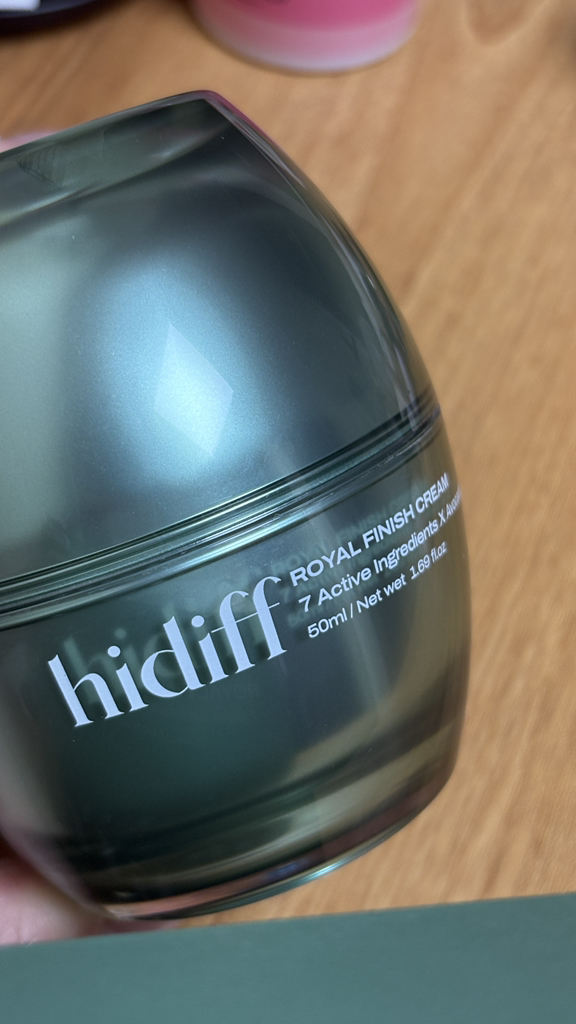 hidiff
ROYAL FINISH CREAM
7 Active Ingredients X
50ml / Net wet 1.69 fl.oz